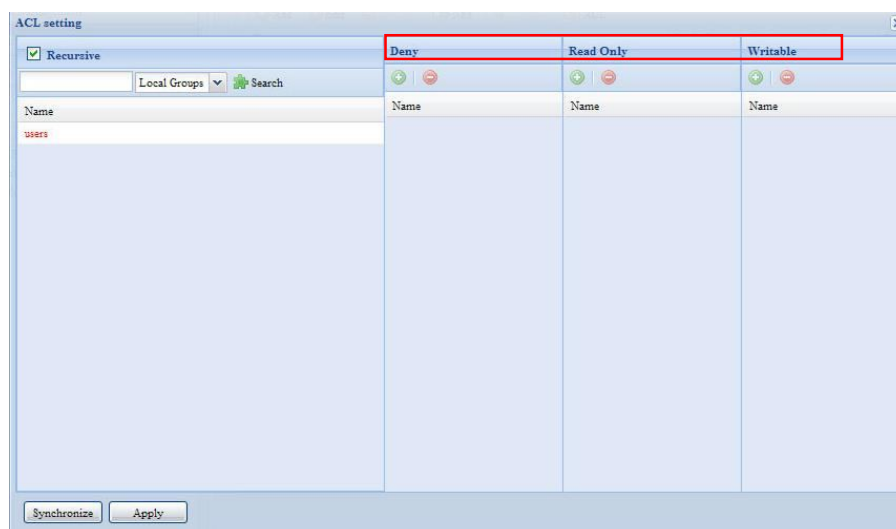 ACL setting
Recursive
Deny
Read Only
Writable
Local Groups
Search
Name
Name
Name
Name
users
Synchronize
Apply